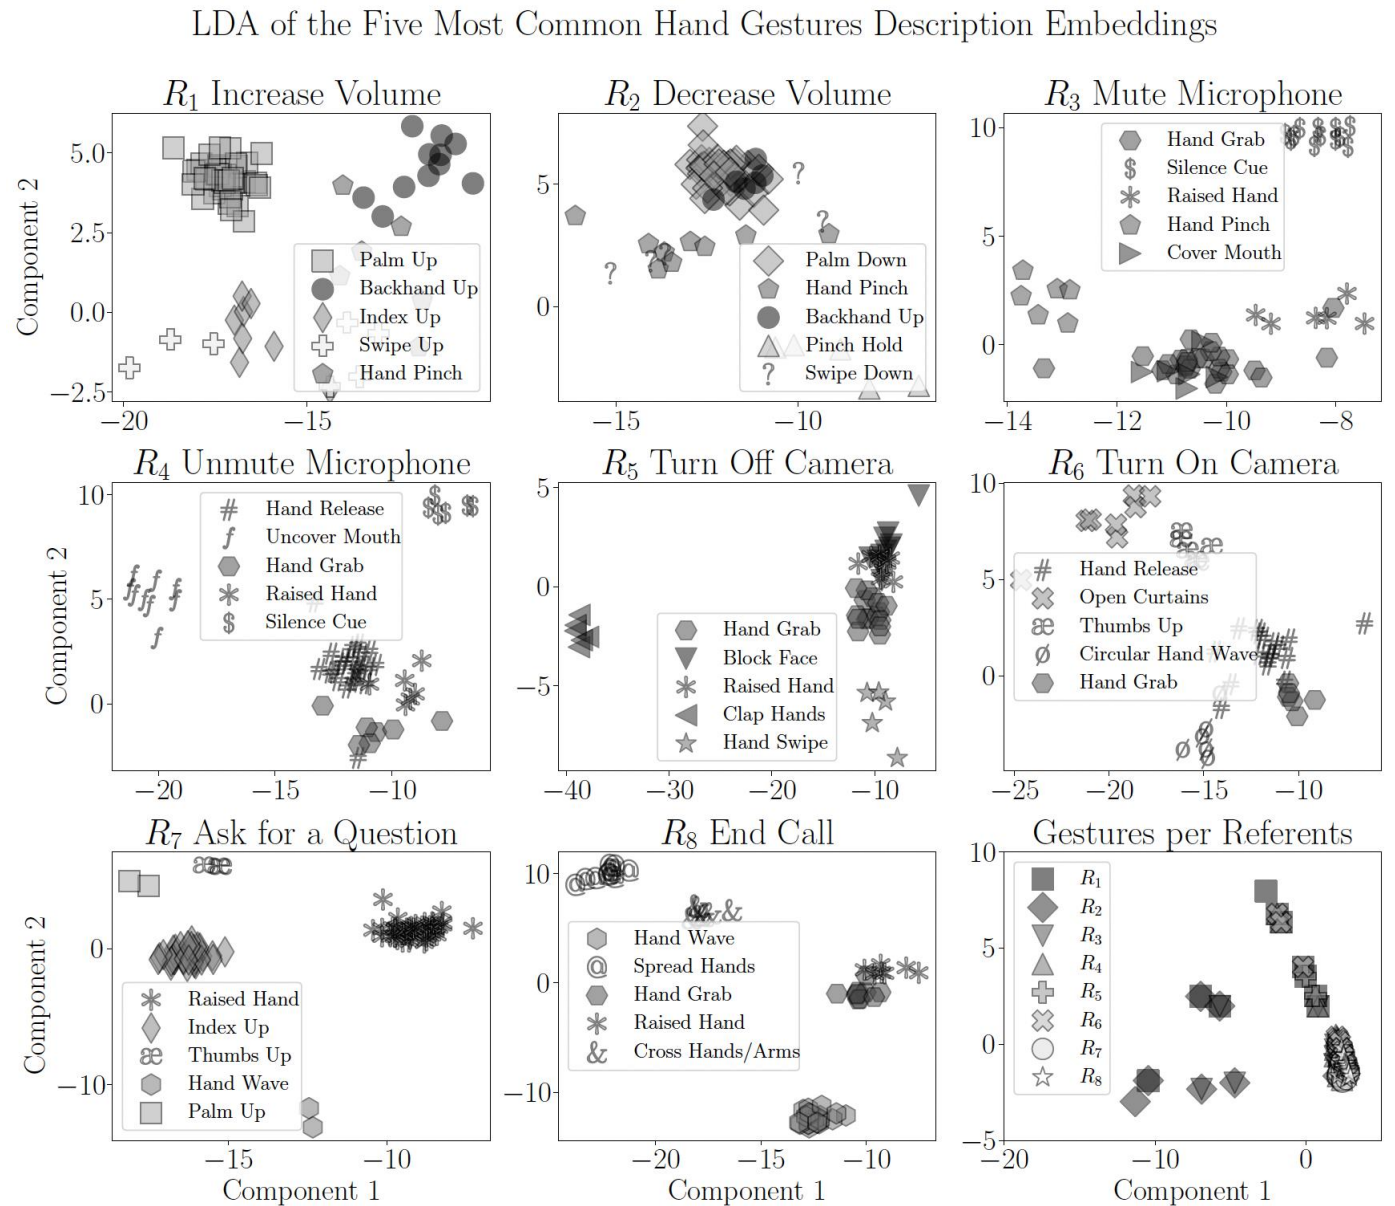 LDA of the Five Most Common Hand Gestures Description Embeddings
R₁ Increase Volume
Component 2
5.0
2.5
0.0
−2.5
−20
−15
Palm Up
Backhand Up
Index Up
Swipe Up
Hand Pinch
R₂ Decrease Volume
5
0
−15
−10
Palm Down
Hand Pinch
Backhand Up
Pinch Hold
Swipe Down
R₃ Mute Microphone
10
5
0
−14
−12
−10
−8
Hand Grab
Silence Cue
Raised Hand
Hand Pinch
Cover Mouth
R₄ Unmute Microphone
Component 2
10
5
0
−20
−15
−10
Hand Release
Uncover Mouth
Hand Grab
Raised Hand
Silence Cue
R₅ Turn Off Camera
5
0
−5
−40
−30
−20
−10
Hand Grab
Block Face
Raised Hand
Clap Hands
Hand Swipe
R₆ Turn On Camera
10
5
0
−25
−20
−15
−10
Hand Release
Open Curtains
Thumbs Up
Circular Hand Wave
Hand Grab
R₇ Ask for a Question
Component 2
0
−10
−15
−10
Component 1
Raised Hand
Index Up
Thumbs Up
Hand Wave
Palm Up
R₈ End Call
10
0
−10
−20
−15
−10
Component 1
Hand Wave
Spread Hands
Hand Grab
Raised Hand
Cross Hands/Arms
Gestures per Referents
10
5
0
−5
−20
−10
0
Component 1
R₁
R₂
R₃
R₄
R₅
R₆
R₇
R₈